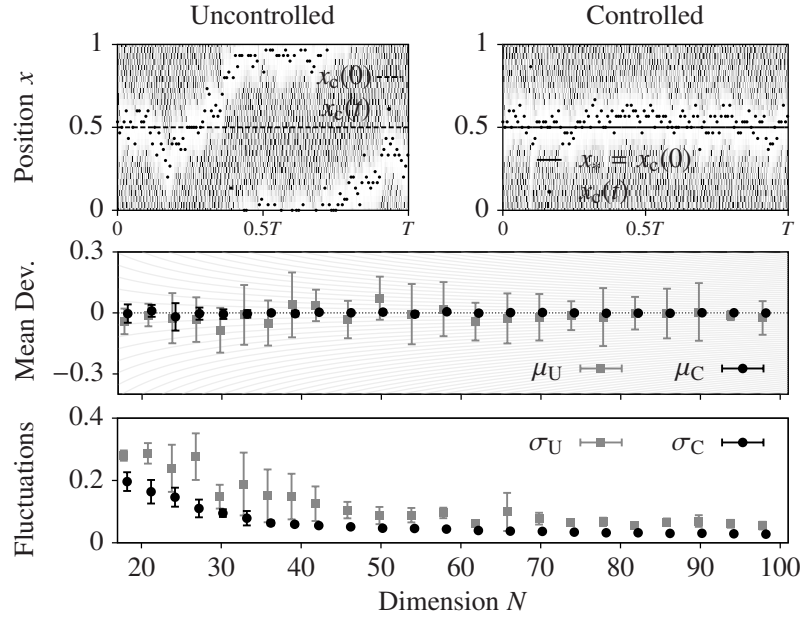 Uncontrolled
Controlled
Position x
1
0.5
0
x_c(0)
x_c(t)
0
0.5T
T
1
0.5
0
x_* = x_c(0)
x_c(t)
0
0.5T
T
Mean Dev.
0.3
0
−0.3
μ_U
μ_C
Fluctuations
0.4
0.2
0
σ_U
σ_C
20 30 40 50 60 70 80 90 100
Dimension N